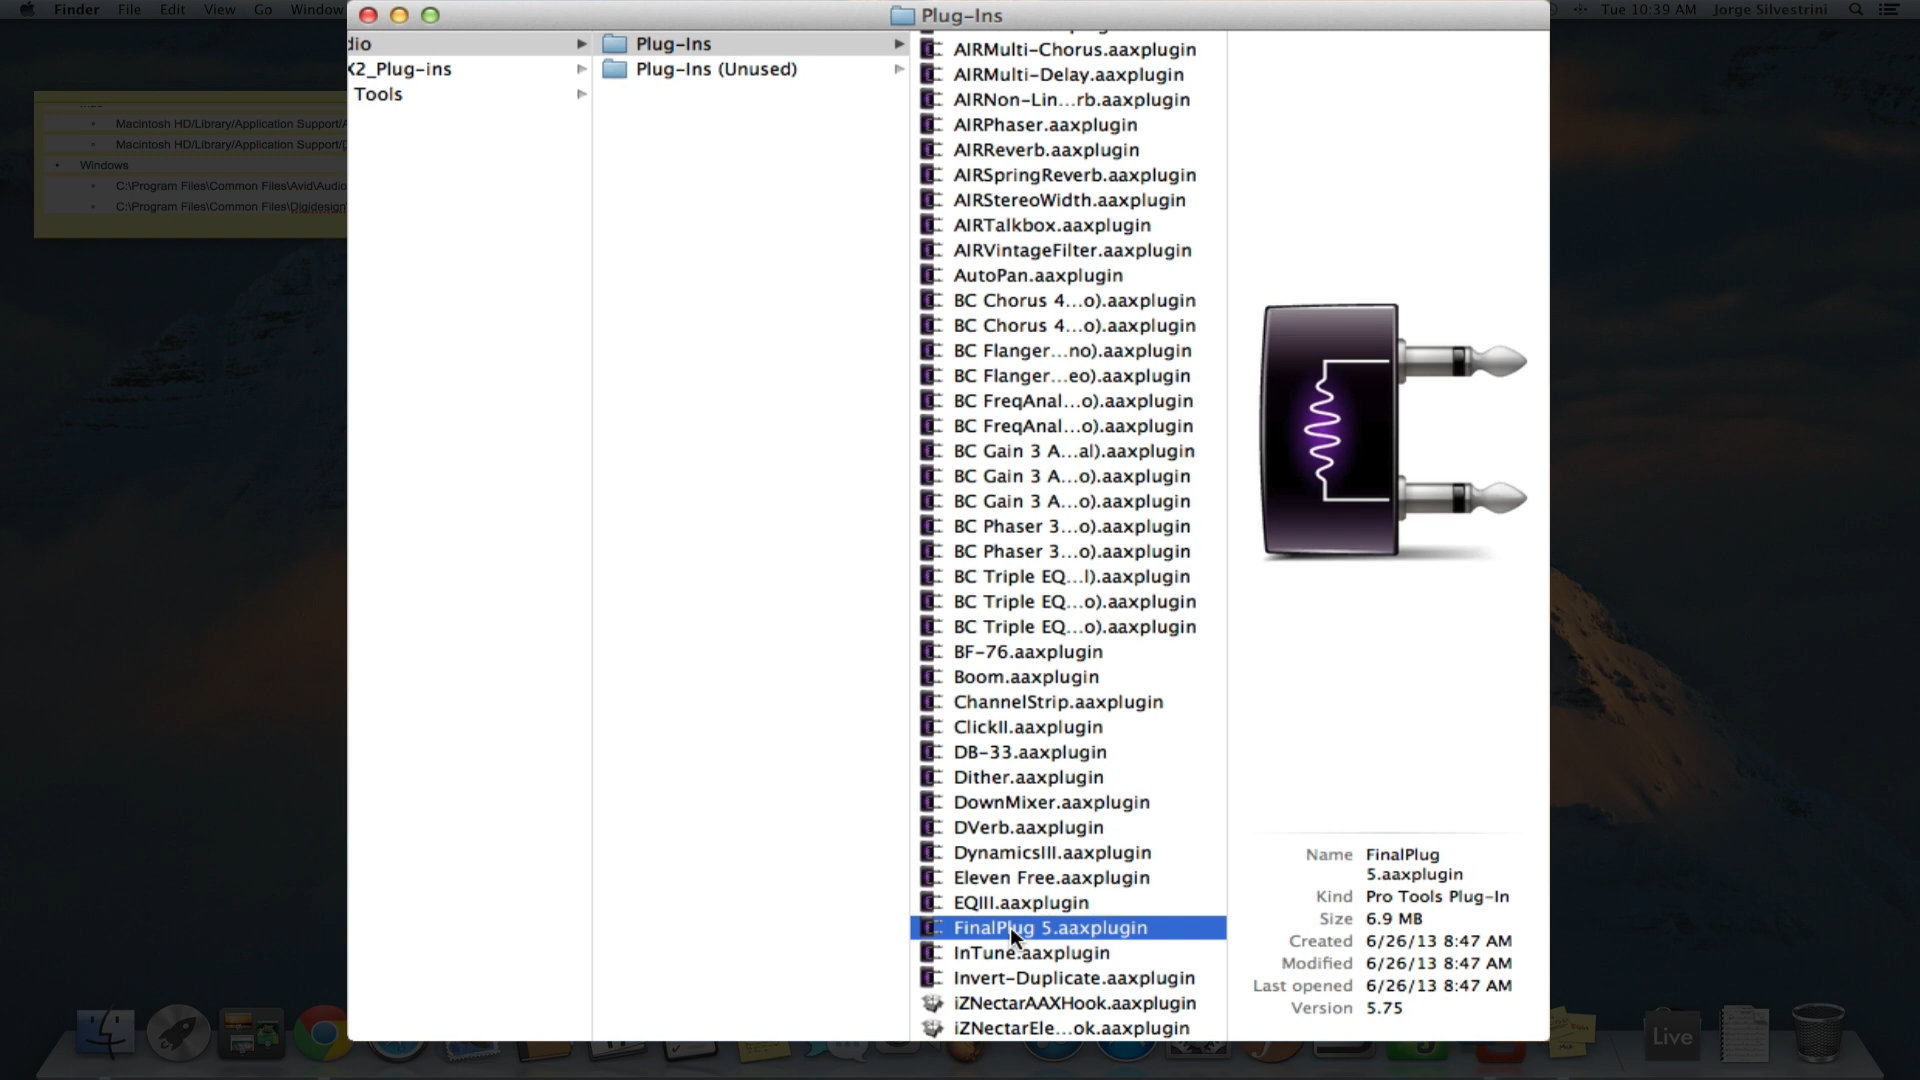 Finder File Edit View Go Window
Tue 10:39 AM Jorge Silvestrini
Macintosh HD/Library/Application Support/
Macintosh HD/Library/Application Support/
Windows
C:\Program Files\Common Files\Avid\Audio
C:\Program Files\Common Files\Digidesign
Plug-Ins
dio
X2_Plug-ins
Tools
Plug-Ins
Plug-Ins (Unused)
AIRMulti-Chorus.aaxplugin
AIRMulti-Delay.aaxplugin
AIRNon-Lin...rb.aaxplugin
AIRPhaser.aaxplugin
AIRReverb.aaxplugin
AIRSpringReverb.aaxplugin
AIRStereoWidth.aaxplugin
AIRTalkbox.aaxplugin
AIRVintageFilter.aaxplugin
AutoPan.aaxplugin
BC Chorus 4...o).aaxplugin
BC Chorus 4...o).aaxplugin
BC Flanger...no).aaxplugin
BC Flanger...eo).aaxplugin
BC FreqAnal...o).aaxplugin
BC FreqAnal...o).aaxplugin
BC Gain 3 A...al).aaxplugin
BC Gain 3 A...o).aaxplugin
BC Gain 3 A...o).aaxplugin
BC Phaser 3...o).aaxplugin
BC Phaser 3...o).aaxplugin
BC Triple EQ...l).aaxplugin
BC Triple EQ...o).aaxplugin
BC Triple EQ...o).aaxplugin
BF-76.aaxplugin
Boom.aaxplugin
ChannelStrip.aaxplugin
ClickII.aaxplugin
DB-33.aaxplugin
Dither.aaxplugin
DownMixer.aaxplugin
DVerb.aaxplugin
DynamicsIII.aaxplugin
Eleven Free.aaxplugin
EQIII.aaxplugin
FinalPlug 5.aaxplugin
InTune.aaxplugin
Invert-Duplicate.aaxplugin
iZNectarAAXHook.aaxplugin
iZNectarEle...ok.aaxplugin
Name FinalPlug
5.aaxplugin
Kind Pro Tools Plug-In
Size 6.9 MB
Created 6/26/13 8:47 AM
Modified 6/26/13 8:47 AM
Last opened 6/26/13 8:47 AM
Version 5.75
Live